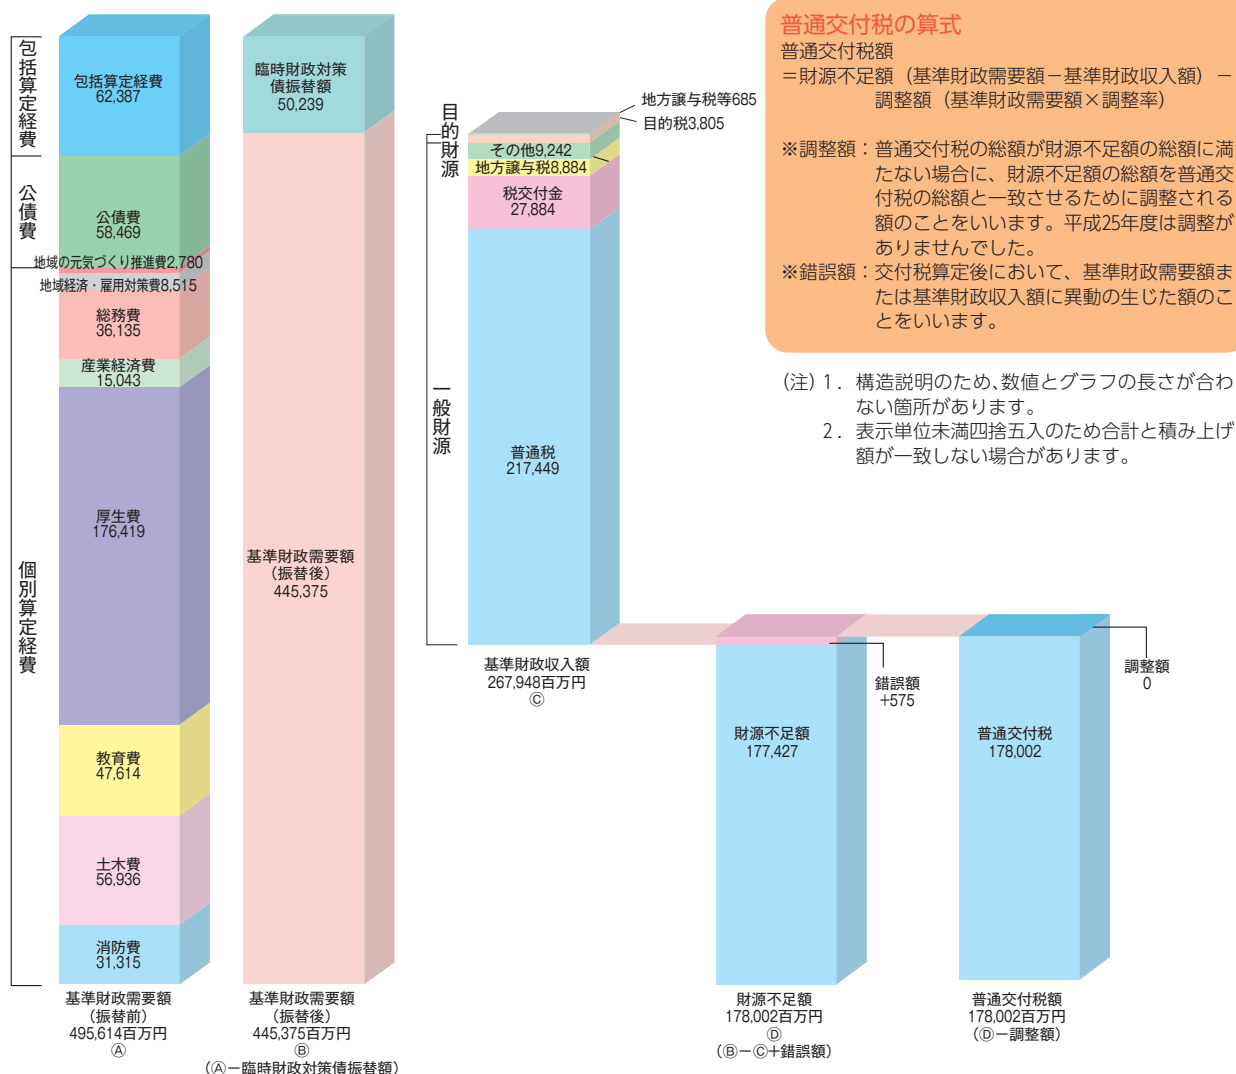 包括算定経費
公債費
個別算定経費
包括算定経費
62,387
公債費
58,469
地域の元気づくり推進費2,780
地域経済・雇用対策費8,515
総務費
36,135
産業経済費
15,043
厚生費
176,419
教育費
47,614
土木費
56,936
消防費
31,315
基準財政需要額
(振替前)
495,614百万円
Ⓐ
臨時財政対策
債振替額
50,239
基準財政需要額
(振替後)
445,375
基準財政需要額
(振替後)
445,375百万円
Ⓑ
(Ⓐ－臨時財政対策債振替額)
目的財源
一般財源
地方譲与税等685
目的税3,805
その他9,242
地方譲与税8,884
税交付金
27,884
普通税
217,449
基準財政収入額
267,948百万円
Ⓒ
錯誤額
+575
財源不足額
177,427
財源不足額
178,002百万円
Ⓓ
(Ⓑ－Ⓒ＋錯誤額)
調整額
0
普通交付税
178,002
普通交付税額
178,002百万円
(Ⓓ－調整額)
普通交付税の算式
普通交付税額
＝財源不足額（基準財政需要額－基準財政収入額）－
調整額（基準財政需要額×調整率）
※調整額：普通交付税の総額が財源不足額の総額に満
たない場合に、財源不足額の総額を普通交
付税の総額と一致させるために調整される
額のことをいいます。平成25年度は調整が
ありませんでした。
※錯誤額：交付税算定後において、基準財政需要額ま
たは基準財政収入額に異動の生じた額のこ
とをいいます。
(注) 1．構造説明のため、数値とグラフの長さが合わ
ない箇所があります。
2．表示単位未満四捨五入のため合計と積み上げ
額が一致しない場合があります。